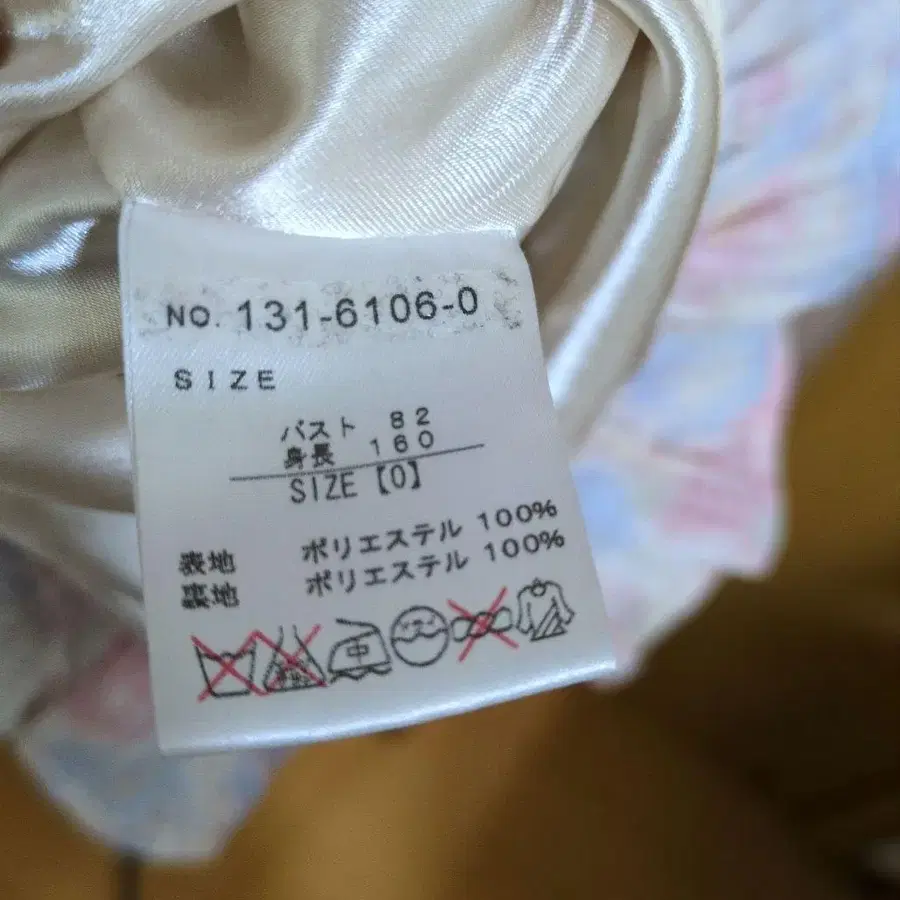 NO. 131-6106-0
SIZE
バスト 82
身長 160
SIZE【0】
表地 ポリエステル 100%
裏地 ポリエステル 100%
中